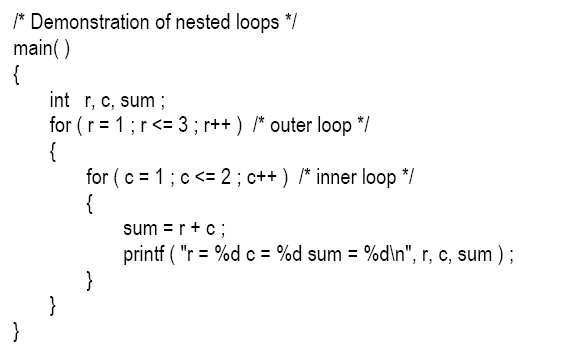 /* Demonstration of nested loops */
main( )
{
int r, c, sum ;
for ( r = 1 ; r <= 3 ; r++ ) /* outer loop */
{
for ( c = 1 ; c <= 2 ; c++ ) /* inner loop */
{
sum = r + c ;
printf ( "r = %d c = %d sum = %d\n", r, c, sum ) ;
}
}
}